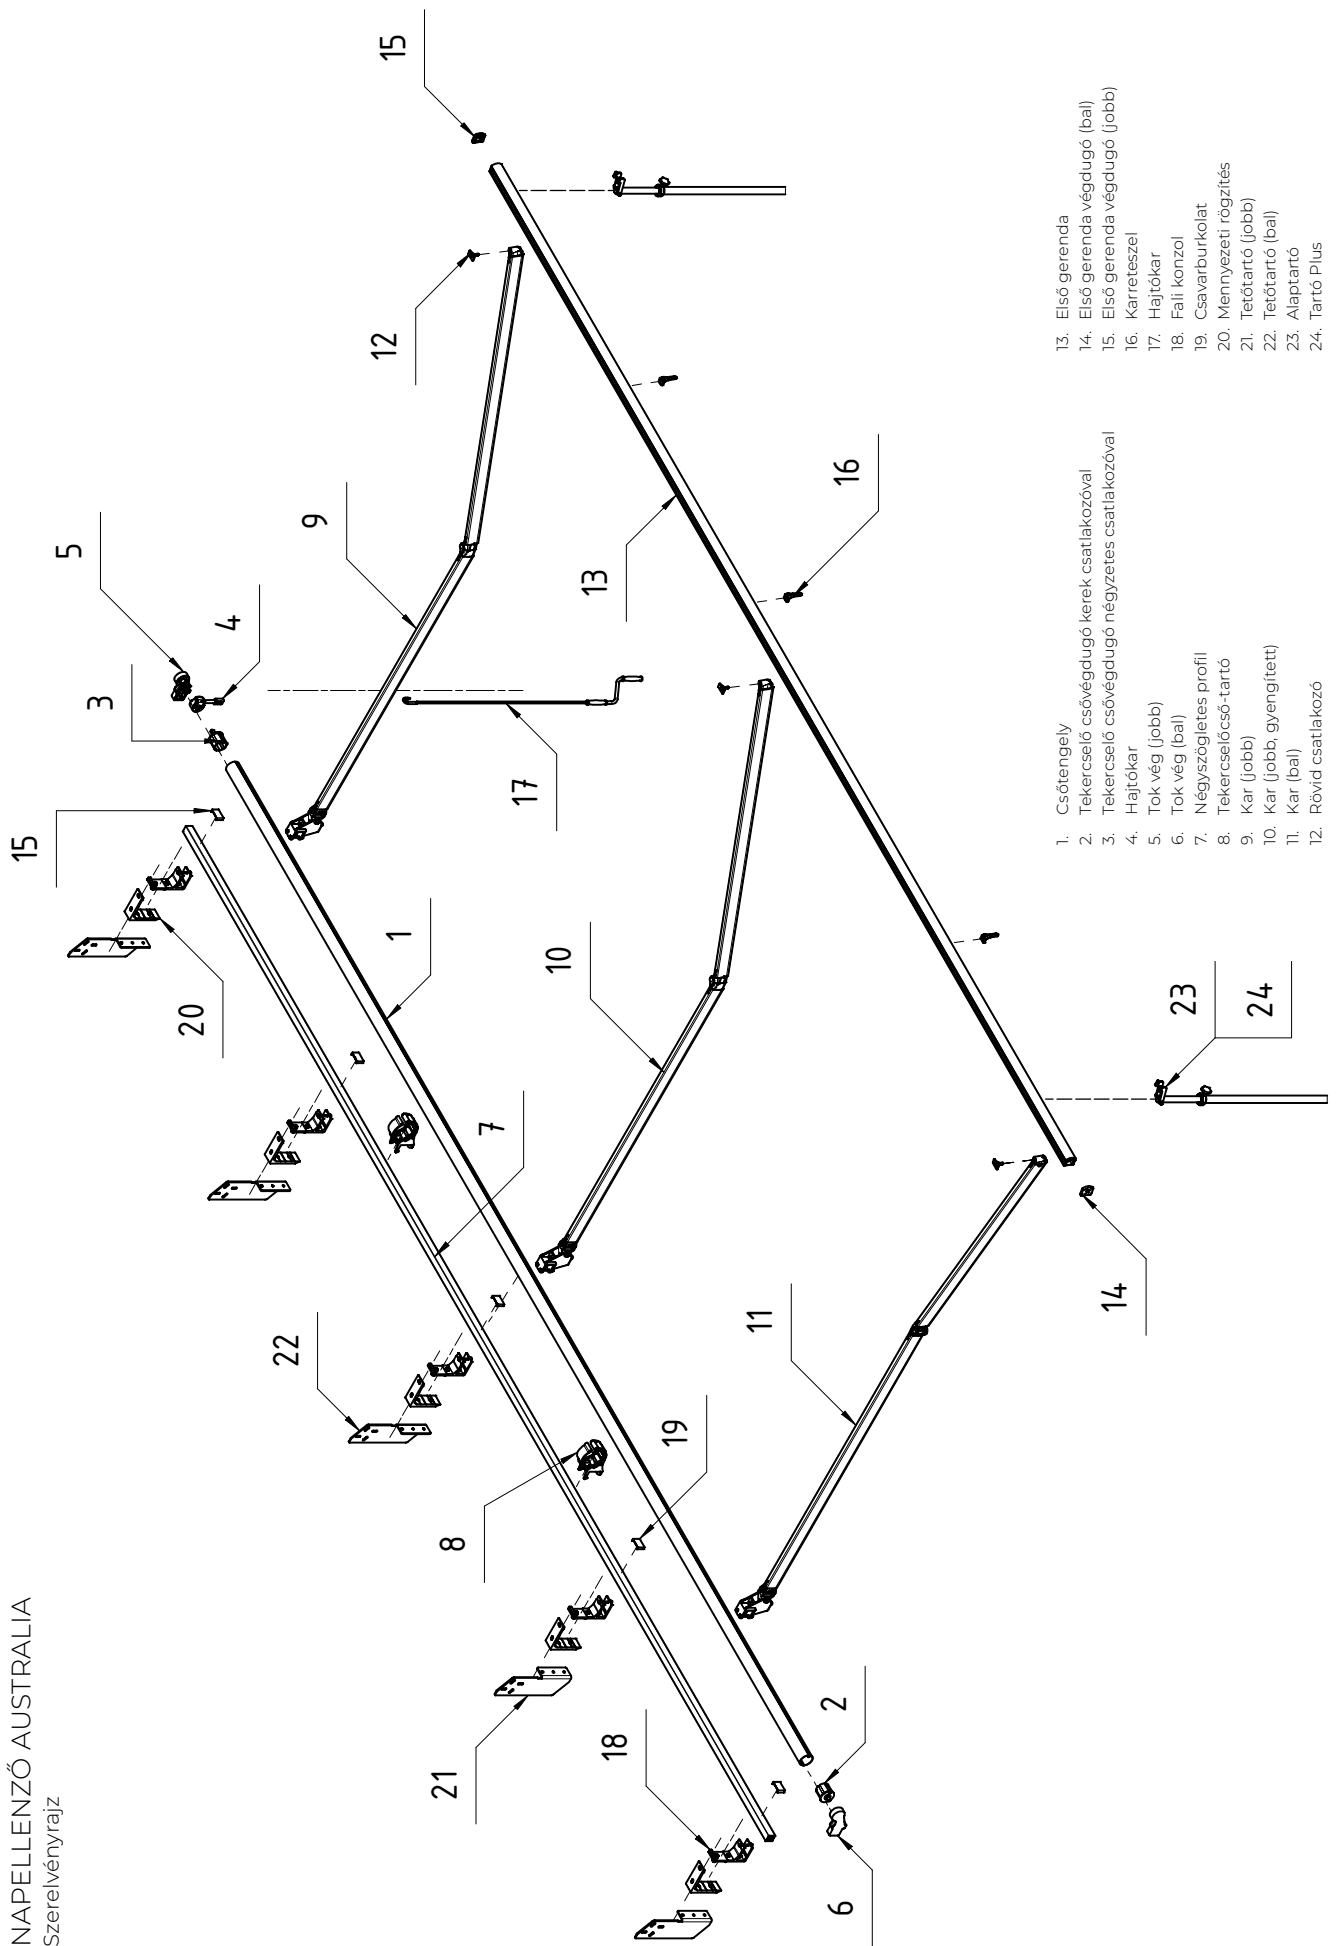 NAPELLENZŐ AUSTRALIA
Szerelvényrajz
15
5
3
20
4
22
9
12
15
1
21
8
7
17
10
13
18
19
11
2
6
16
14
23
24
1. Csőtengely
2. Tekercselő csővégdugó kerek csatlakozóval
3. Tekercselő csővégdugó négyzetes csatlakozóval
4. Hajtókar
5. Tok vég (jobb)
6. Tok vég (bal)
7. Négyszögletes profil
8. Tekercselőcső-tartó
9. Kar (jobb)
10. Kar (jobb, gyengített)
11. Kar (bal)
12. Rövid csatlakozó
13. Első gerenda
14. Első gerenda végdugó (bal)
15. Első gerenda végdugó (jobb)
16. Karreteszel
17. Hajtókar
18. Fali konzol
19. Csavarburkolat
20. Mennyezeti rögzítés
21. Tetőtartó (jobb)
22. Tetőtartó (bal)
23. Alaptartó
24. Tartó Plus